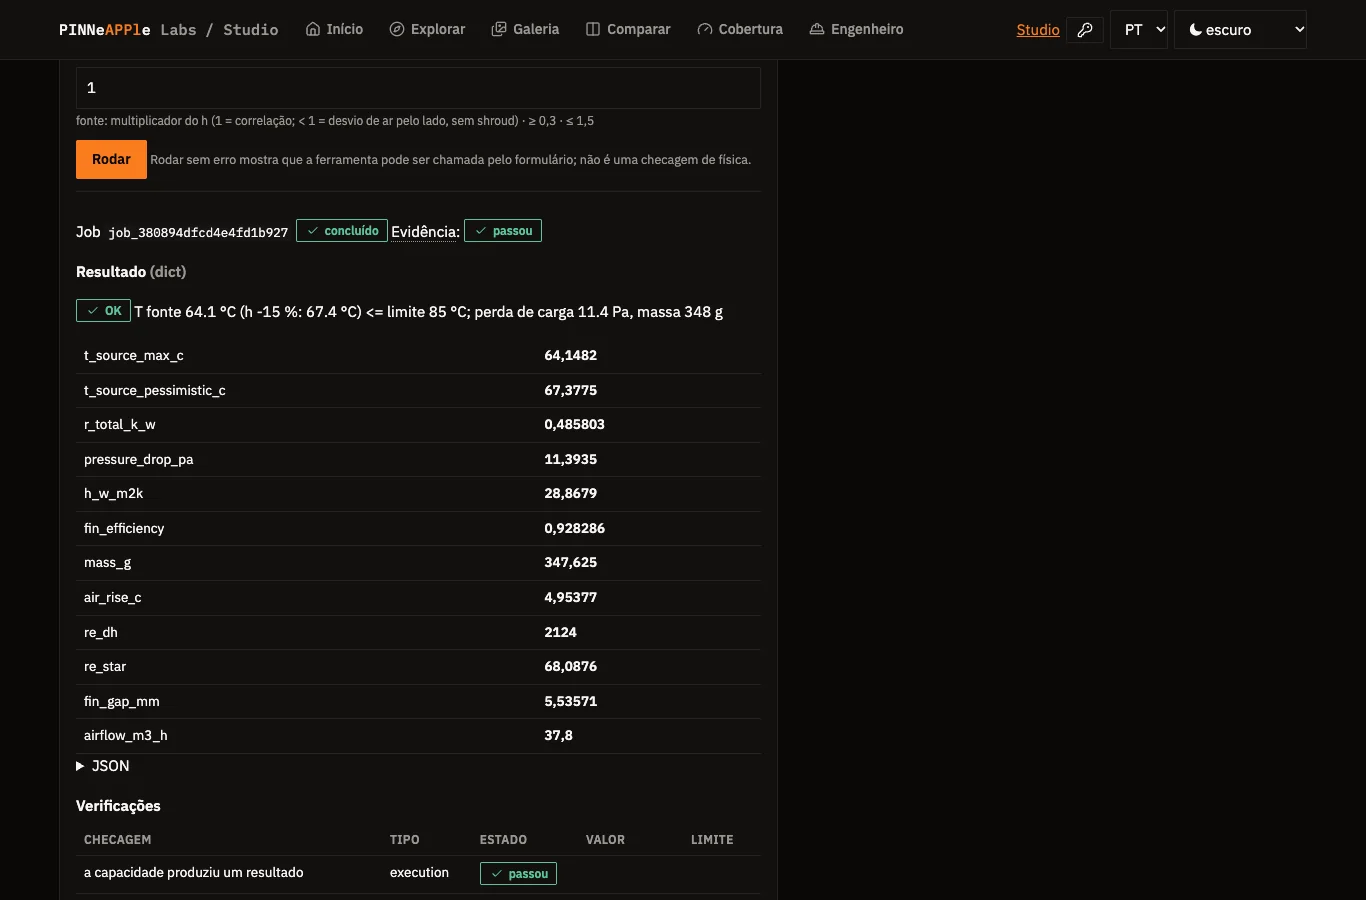 PINNeAPPle Labs / Studio Início Explorar Galeria Comparar Cobertura Engenheiro Studio PT escuro
1
fonte: multiplicador do h (1 = correlação; < 1 = desvio de ar pelo lado, sem shroud) · ≥ 0,3 · ≤ 1,5
Rodar Rodar sem erro mostra que a ferramenta pode ser chamada pelo formulário; não é uma checagem de física.
Job job_380894dfcd4e4fd1b927 concluído Evidência: passou
Resultado (dict)
OK T fonte 64.1 °C (h -15 %: 67.4 °C) <= limite 85 °C; perda de carga 11.4 Pa, massa 348 g
t_source_max_c 64,1482
t_source_pessimistic_c 67,3775
r_total_k_w 0,485803
pressure_drop_pa 11,3935
h_w_m2k 28,8679
fin_efficiency 0,928286
mass_g 347,625
air_rise_c 4,95377
re_dh 2124
re_star 68,0876
fin_gap_mm 5,53571
airflow_m3_h 37,8
JSON
Verificações
CHECAGEM TIPO ESTADO VALOR LIMITE
a capacidade produziu um resultado execution passou